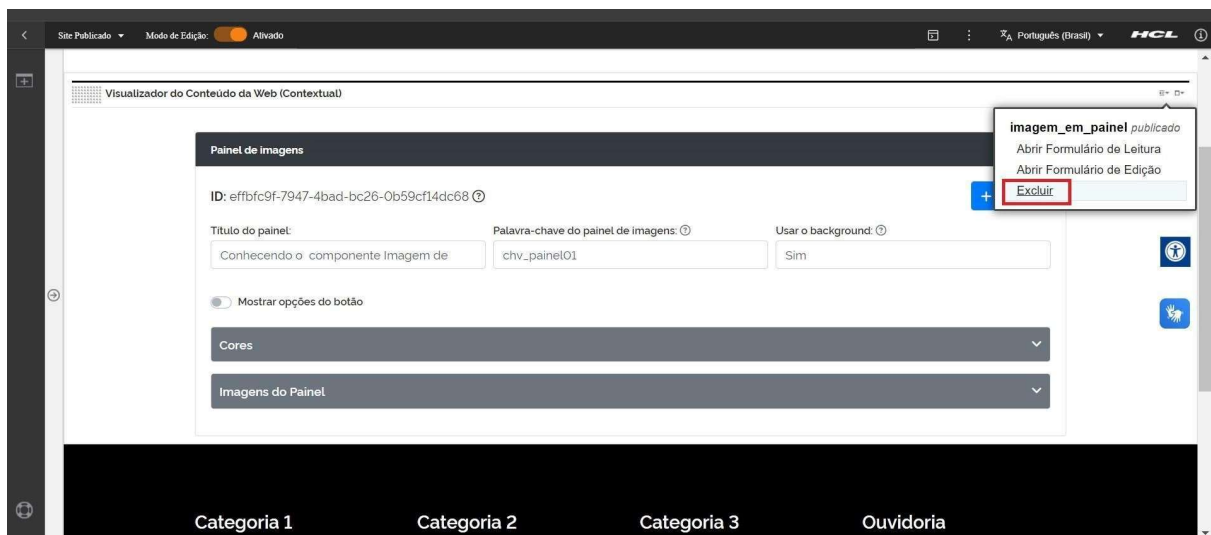 Site Publicado
Modo de Edição:
Ativado
Português (Brasil)
HCL
Visualizador do Conteúdo da Web (Contextual)
imagem_em_painel publicado
Abrir Formulário de Leitura
Abrir Formulário de Edição
Excluir
Painel de imagens
ID: effbfc9f-7947-4bad-bc26-0b59cf14dc68
+
Título do painel:
Palavra-chave do painel de imagens:
Usar o background:
Conhecendo o componente Imagem de
chv_painel01
Sim
Mostrar opções do botão
Cores
Imagens do Painel
Categoria 1
Categoria 2
Categoria 3
Ouvidoria